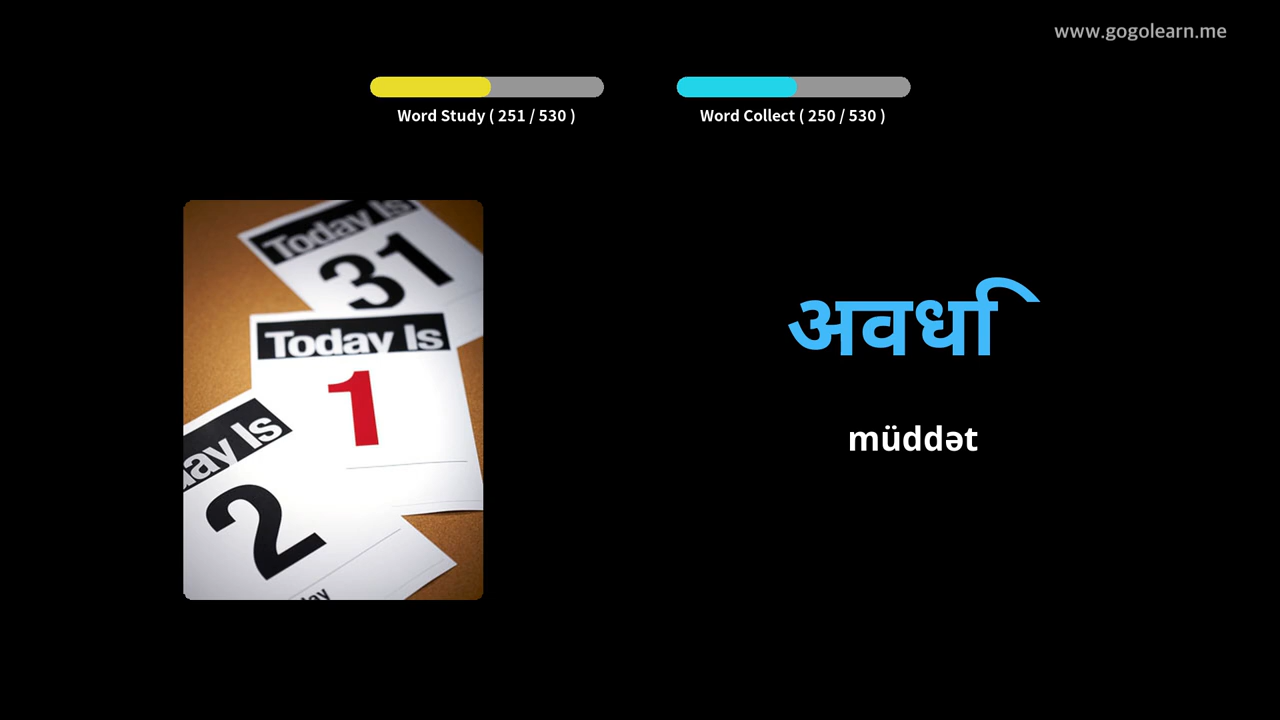 www.gogolearn.me
Word Study ( 251 / 530 )
Word Collect ( 250 / 530 )
Today Is
31
Today Is
1
ay Is
2
day
अवधि
müddət